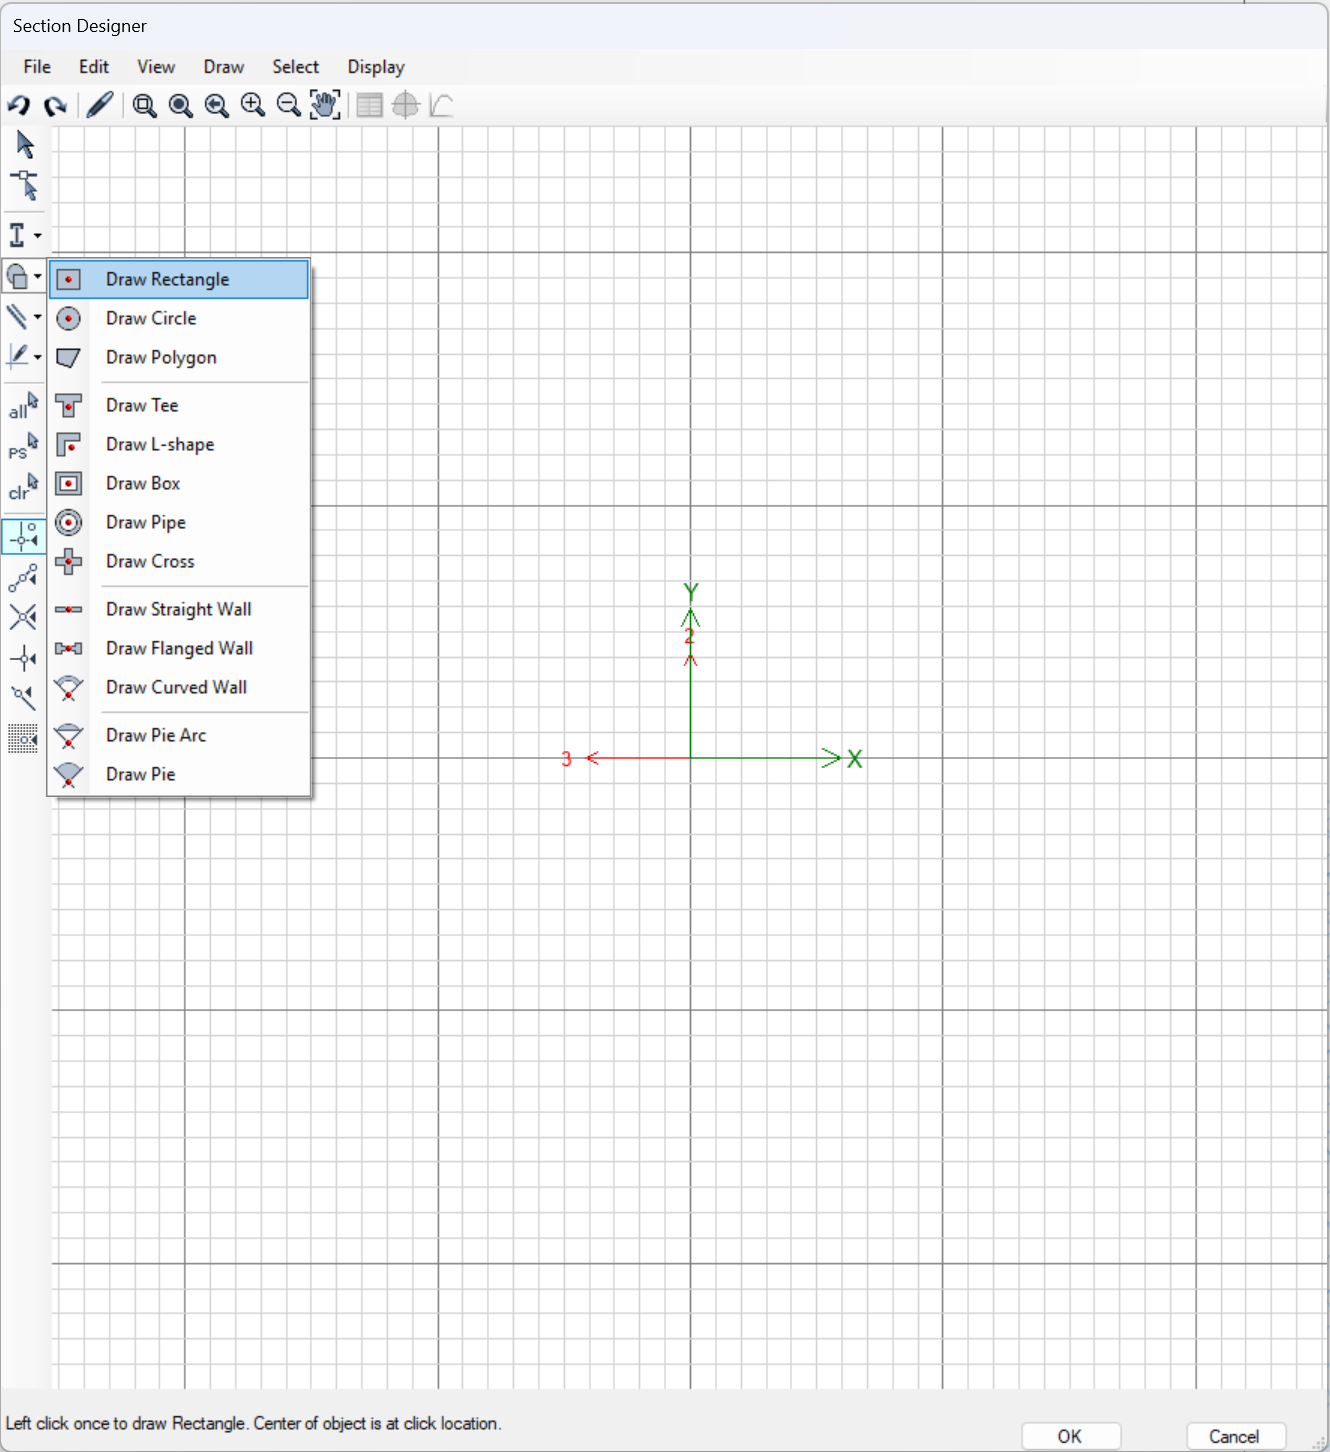 Section Designer
File Edit View Draw Select Display
Draw Rectangle
Draw Circle
Draw Polygon
Draw Tee
all
Draw L-shape
PS
Draw Box
clr
Draw Pipe
Draw Cross
Y
Draw Straight Wall
2
Draw Flanged Wall
Draw Curved Wall
Draw Pie Arc
3 X
Draw Pie
Left click once to draw Rectangle. Center of object is at click location.
OK Cancel